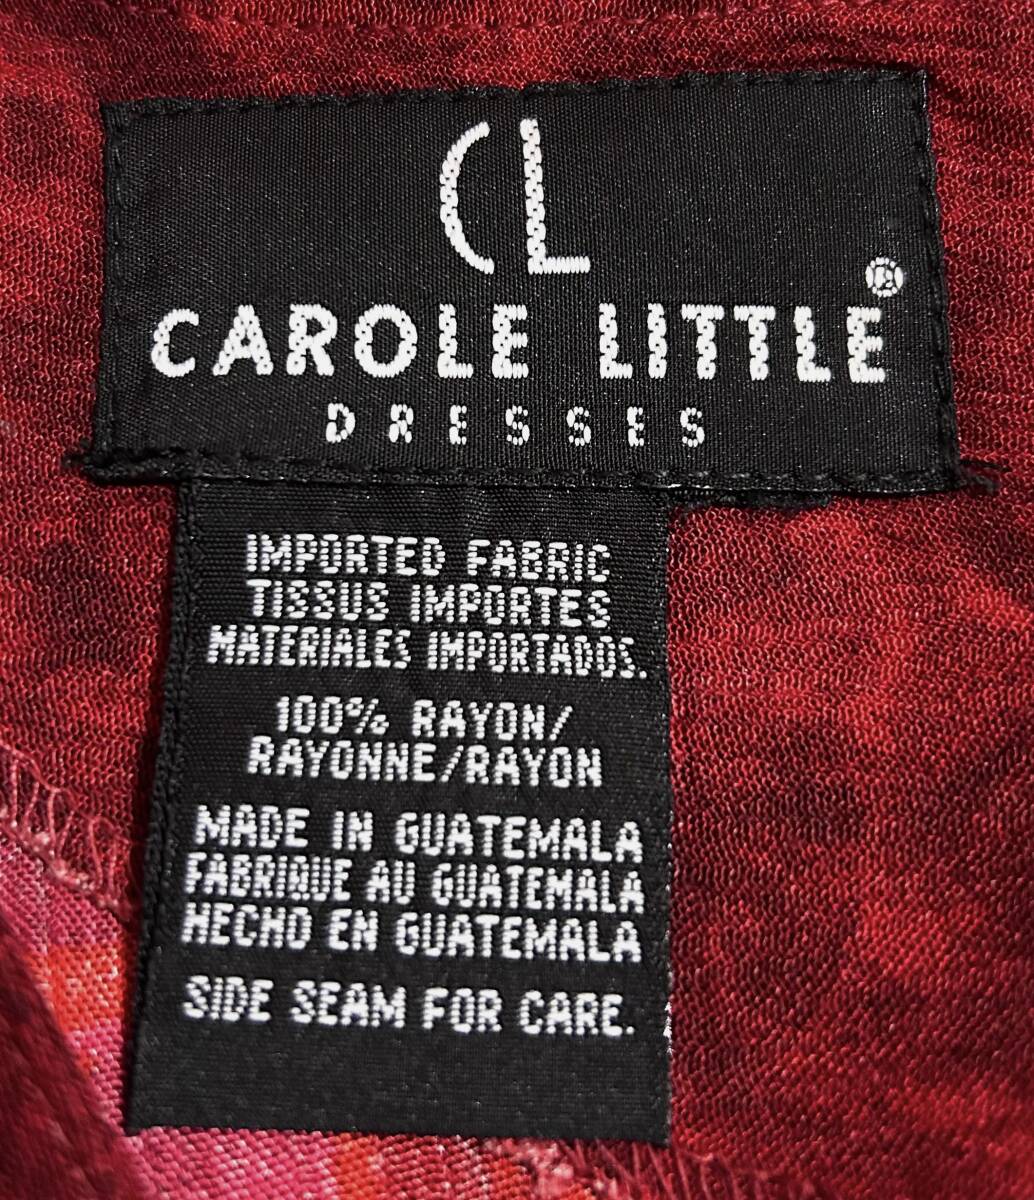 CL
CAROLE LITTLE®
DRESSES
IMPORTED FABRIC
TISSUS IMPORTES
MATERIALES IMPORTADOS.
100% RAYON/
RAYONNE/RAYON
MADE IN GUATEMALA
FABRIQUE AU GUATEMALA
HECHO EN GUATEMALA
SIDE SEAM FOR CARE.